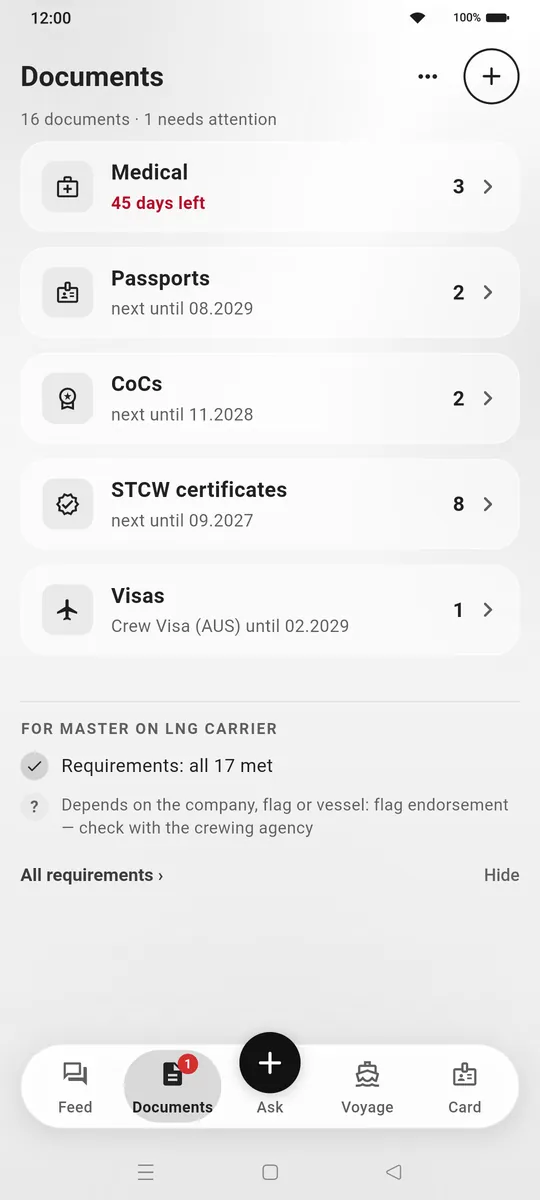 12:00
100%
Documents
16 documents · 1 needs attention
Medical
45 days left
3
Passports
next until 08.2029
2
CoCs
next until 11.2028
2
STCW certificates
next until 09.2027
8
Visas
Crew Visa (AUS) until 02.2029
1
FOR MASTER ON LNG CARRIER
Requirements: all 17 met
? Depends on the company, flag or vessel: flag endorsement
— check with the crewing agency
All requirements ›
Hide
1
Feed
Documents
Ask
Voyage
Card